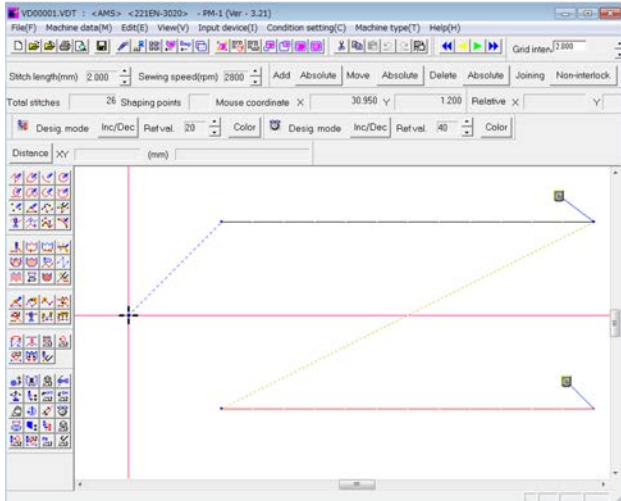 VD00001.VDT : <AMS> <221EN-3020> - PM-1 (Ver - 3.21)
File(F) Machine data(M) Edit(E) View(V) Input device(I) Condition setting(C) Machine type(T) Help(H)
Grid interv. 2.000
Stitch length(mm) 2.000 Sewing speed(rpm) 2800 Add Absolute Move Absolute Delete Absolute Joining Non-interlock.
Total stitches 26 Shaping points Mouse coordinate X 30.950 Y 1.200 Relative X Y
Desig. mode Inc/Dec Ref val. 20 Color Desig. mode Inc/Dec Ref val. 40 Color
Distance XY (mm)